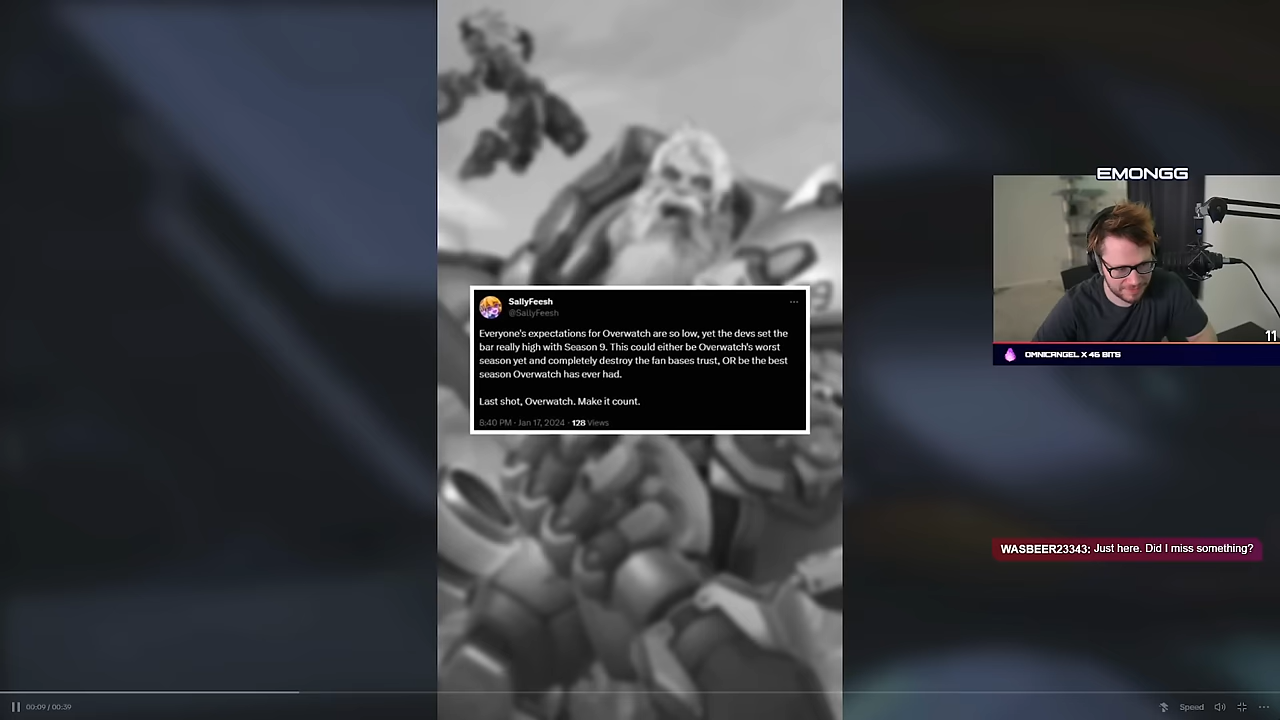 EMONGG
SallyFeesh
@SallyFeesh
Everyone's expectations for Overwatch are so low, yet the devs set the
bar really high with Season 9. This could either be Overwatch's worst
season yet and completely destroy the fan bases trust, OR be the best
season Overwatch has ever had.
Last shot, Overwatch. Make it count.
8:40 PM · Jan 17, 2024 · 128 Views
11
OMNICANGEL X 46 BITS
WASBEER23343: Just here. Did I miss something?
00:09 / 00:39
Speed